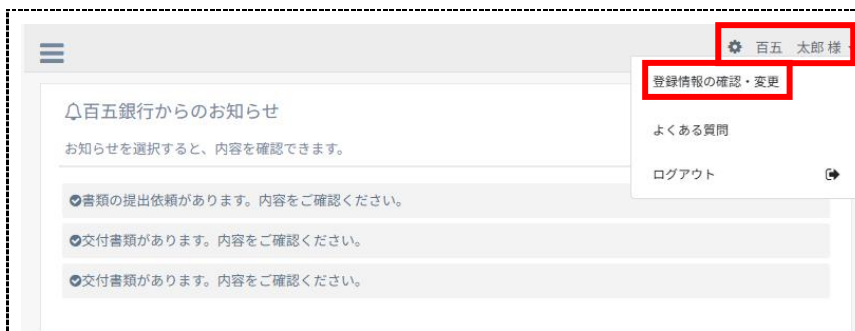 百五 太郎 様
登録情報の確認・変更
百五銀行からのお知らせ
よくある質問
お知らせを選択すると、内容を確認できます。
ログアウト
書類の提出依頼があります。内容をご確認ください。
交付書類があります。内容をご確認ください。
交付書類があります。内容をご確認ください。